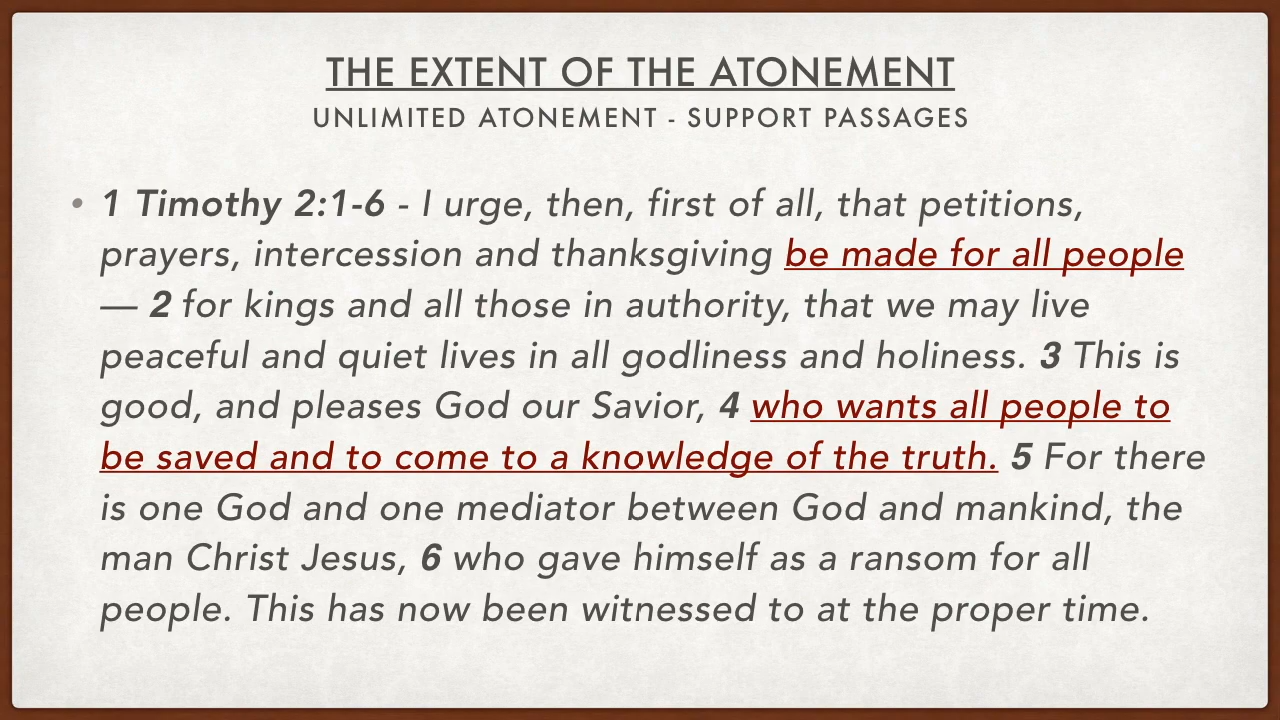 THE EXTENT OF THE ATONEMENT
UNLIMITED ATONEMENT - SUPPORT PASSAGES
• 1 Timothy 2:1-6 - I urge, then, first of all, that petitions,
prayers, intercession and thanksgiving be made for all people
— 2 for kings and all those in authority, that we may live
peaceful and quiet lives in all godliness and holiness. 3 This is
good, and pleases God our Savior, 4 who wants all people to
be saved and to come to a knowledge of the truth. 5 For there
is one God and one mediator between God and mankind, the
man Christ Jesus, 6 who gave himself as a ransom for all
people. This has now been witnessed to at the proper time.